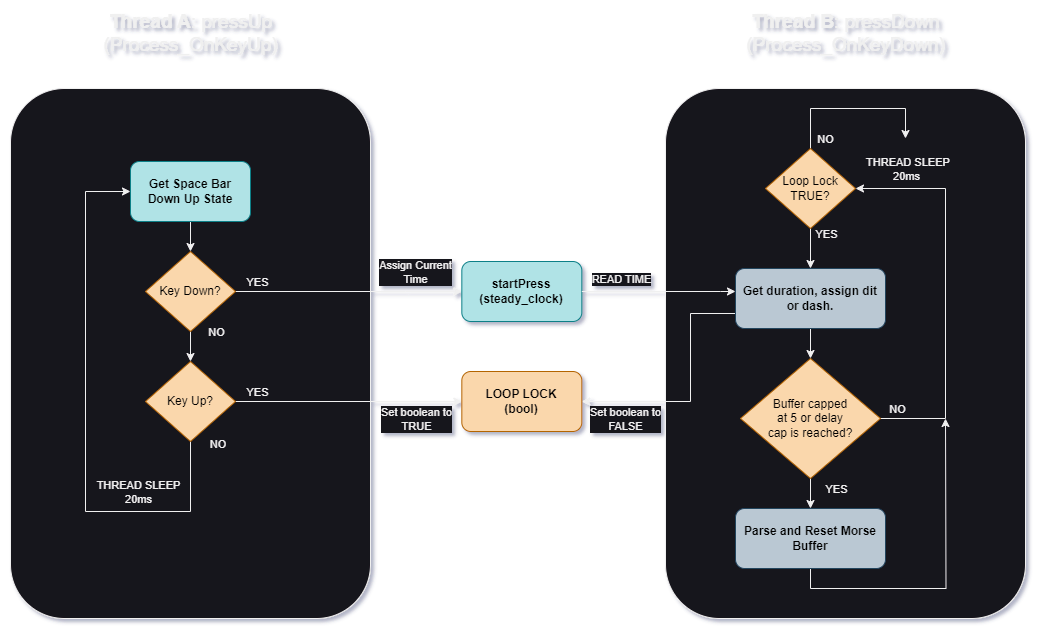 Thread A: pressUp
(Process_OnKeyUp)
Thread B: pressDown
(Process_OnKeyDown)
Get Space Bar
Down Up State
Key Down?
YES
NO
Key Up?
YES
NO
THREAD SLEEP
20ms
Assign Current
Time
startPress
(steady_clock)
READ TIME
Set boolean to
TRUE
LOOP LOCK
(bool)
Set boolean to
FALSE
NO
THREAD SLEEP
20ms
Loop Lock
TRUE?
YES
Get duration, assign dit
or dash.
Buffer capped
at 5 or delay
cap is reached?
NO
YES
Parse and Reset Morse
Buffer